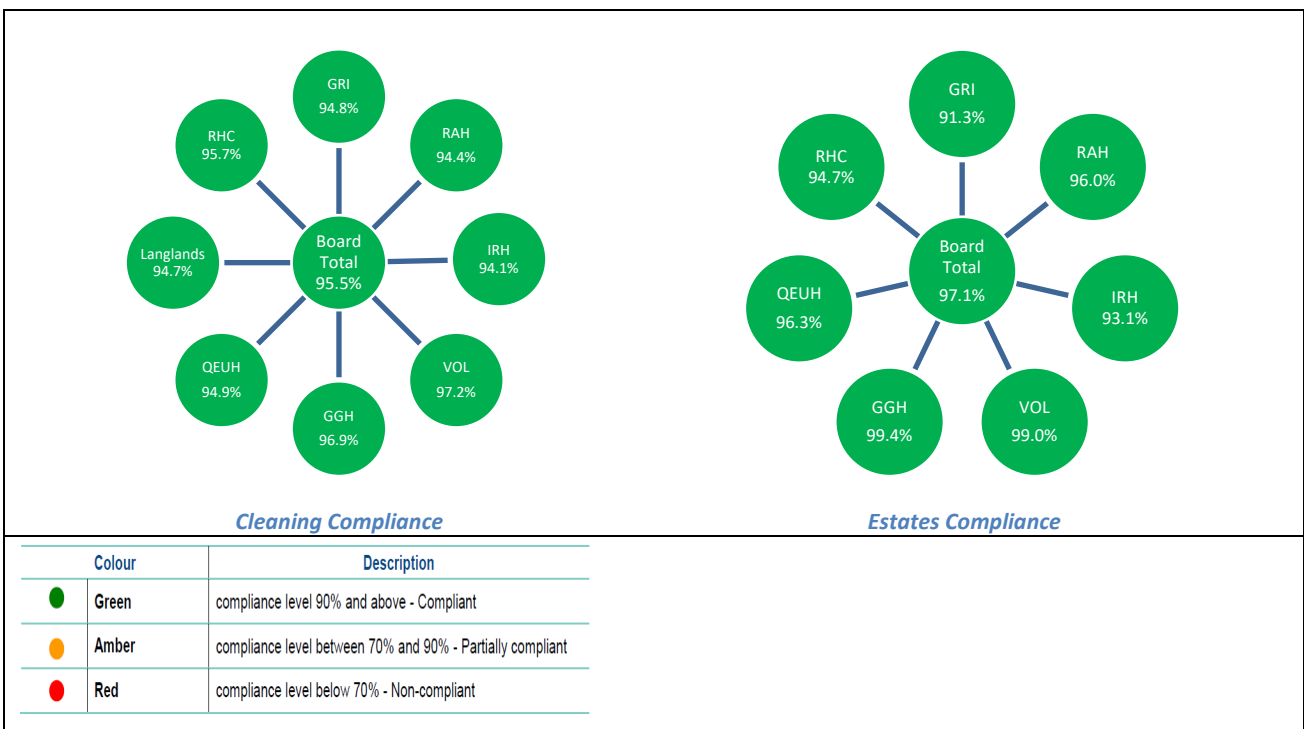 GRI
94.8%
RAH
94.4%
IRH
94.1%
VOL
97.2%
GGH
96.9%
QEUH
94.9%
Langlands
94.7%
RHC
95.7%
Board
Total
95.5%
Cleaning Compliance
GRI
91.3%
RAH
96.0%
IRH
93.1%
VOL
99.0%
GGH
99.4%
QEUH
96.3%
RHC
94.7%
Board
Total
97.1%
Estates Compliance
Colour Description
Green compliance level 90% and above - Compliant
Amber compliance level between 70% and 90% - Partially compliant
Red compliance level below 70% - Non-compliant